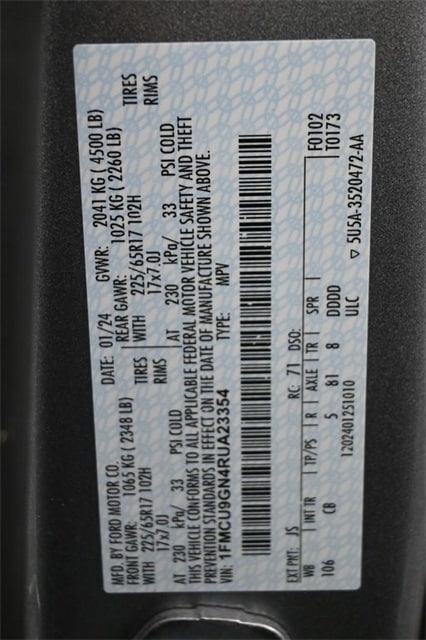 MFD. BY FORD MOTOR CO.
DATE: 01/24 GVWR: 2041 KG ( 4500 LB)
FRONT GAWR: 1065 KG ( 2348 LB) REAR GAWR: 1025 KG ( 2260 LB)
WITH 225/65R17 102H TIRES WITH 225/65R17 102H TIRES
17x7.0J RIMS 17x7.0J RIMS
AT 230 kPa/ 33 PSI COLD AT 230 kPa/ 33 PSI COLD
THIS VEHICLE CONFORMS TO ALL APPLICABLE FEDERAL MOTOR VEHICLE SAFETY AND THEFT
PREVENTION STANDARDS IN EFFECT ON THE DATE OF MANUFACTURE SHOWN ABOVE.
VIN: 1FMCU9GN4RUA23354 TYPE: MPV
EXT PNT: JS RC: 71 DSO: F0102
WB INT TR TP/PS R AXLE TR SPR T0173
106 CB 5 81 8 DDDD
1202401251010 ULC ▽ 5U5A-3520472-AA